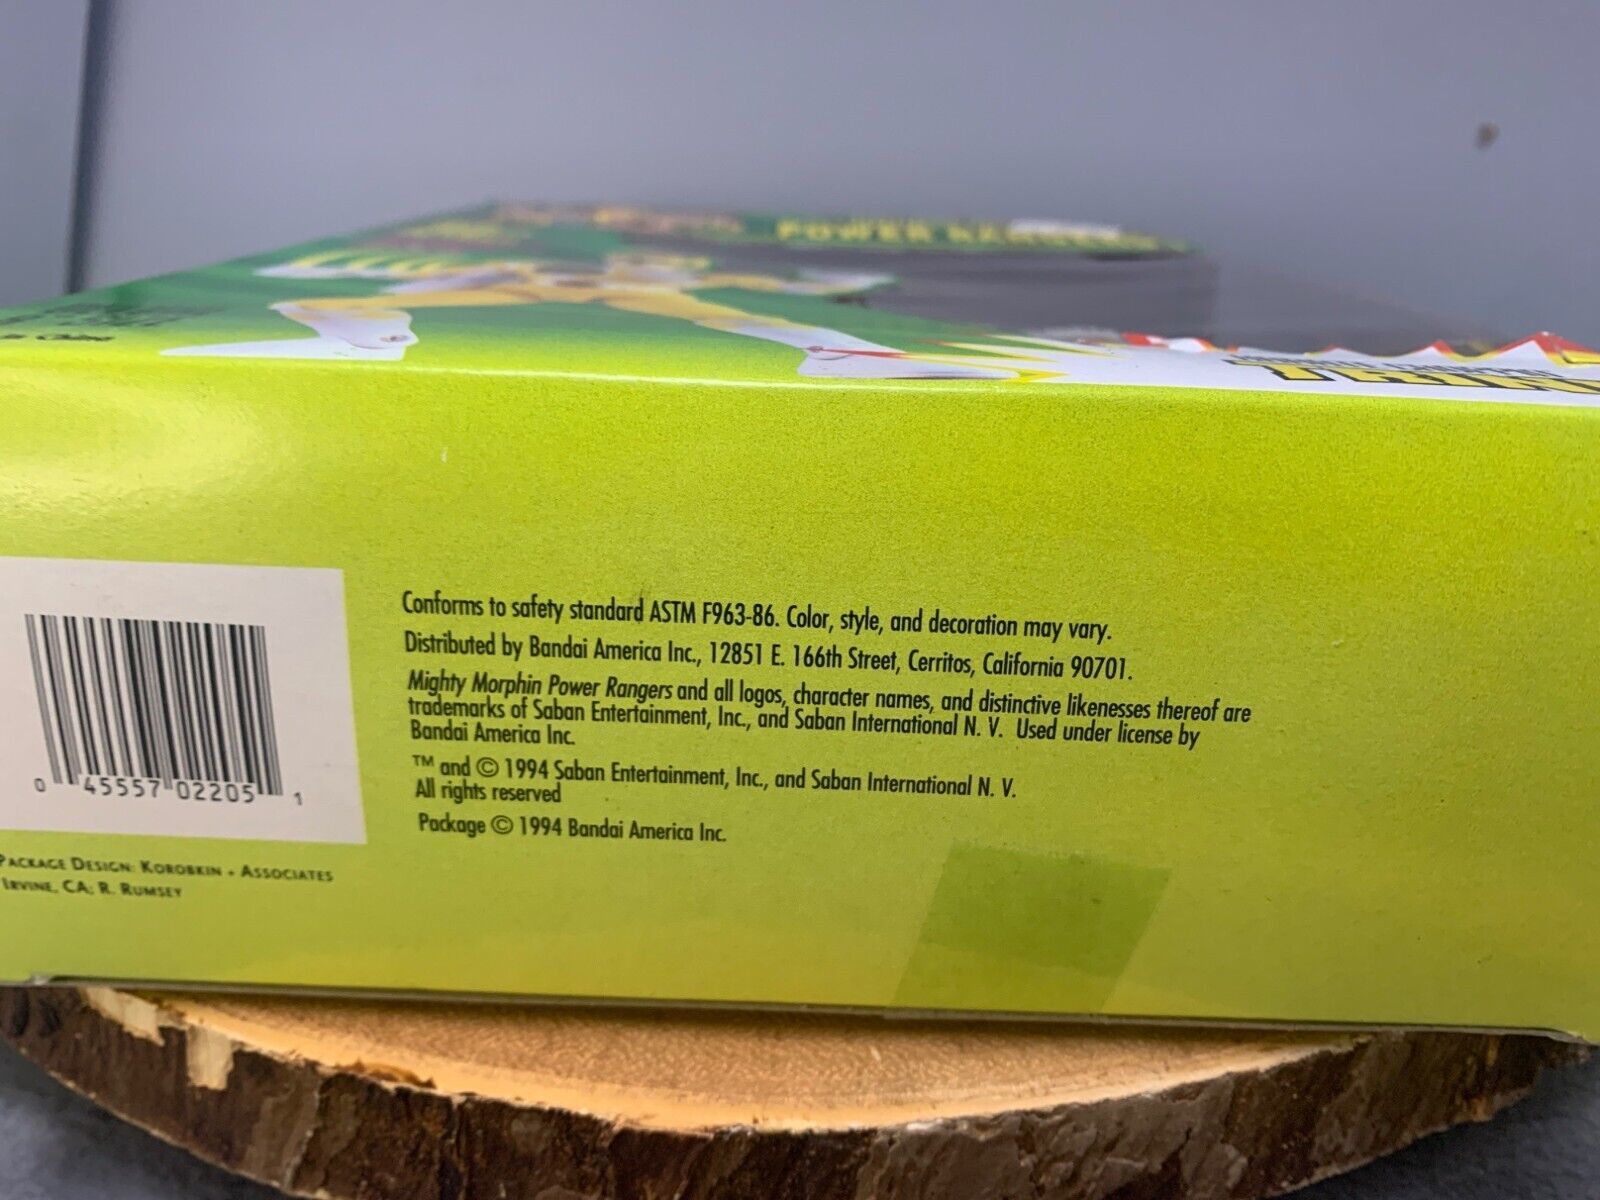 POWER RANGERS
in China
Conforms to safety standard ASTM F963-86. Color, style, and decoration may vary.
Distributed by Bandai America Inc., 12851 E. 166th Street, Cerritos, California 90701.
Mighty Morphin Power Rangers and all logos, character names, and distinctive likenesses thereof are
trademarks of Saban Entertainment, Inc., and Saban International N. V. Used under license by
Bandai America Inc.
™ and © 1994 Saban Entertainment, Inc., and Saban International N. V.
All rights reserved
Package © 1994 Bandai America Inc.
0 45557 02205 1
PACKAGE DESIGN: KOROBKIN • ASSOCIATES
IRVINE, CA; R. RUMSEY